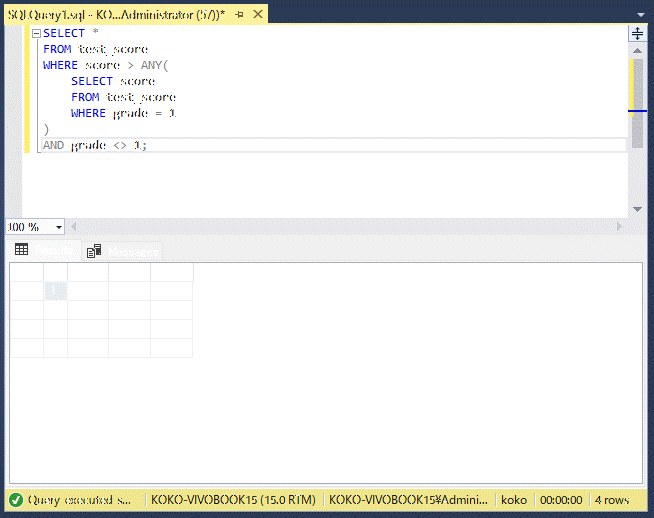 SQLQuery1.sql - KO...Administrator (57))*
SELECT *
FROM test_score
WHERE score > ANY(
SELECT score
FROM test_score
WHERE grade = 1
)
AND grade <> 1;
100 %
Results Messages
1
Query executed s... KOKO-VIVOBOOK15 (15.0 RTM) KOKO-VIVOBOOK15¥Admini... koko 00:00:00 4 rows